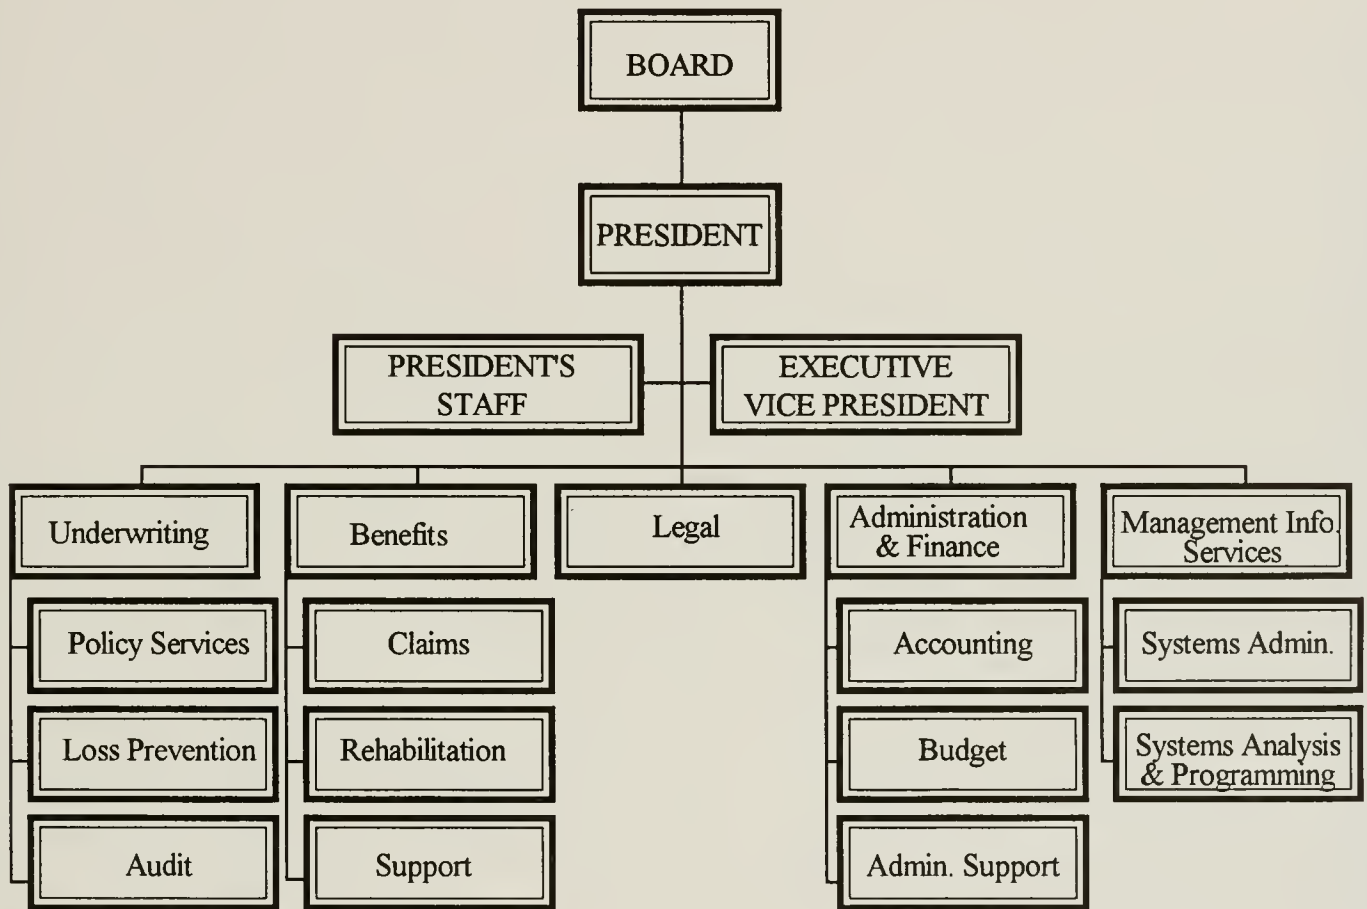 BOARD
PRESIDENT
PRESIDENT'S
STAFF
EXECUTIVE
VICE PRESIDENT
Underwriting
Policy Services
Loss Prevention
Audit
Benefits
Claims
Rehabilitation
Support
Legal
Administration
& Finance
Accounting
Budget
Admin. Support
Management Info.
Services
Systems Admin.
Systems Analysis
& Programming